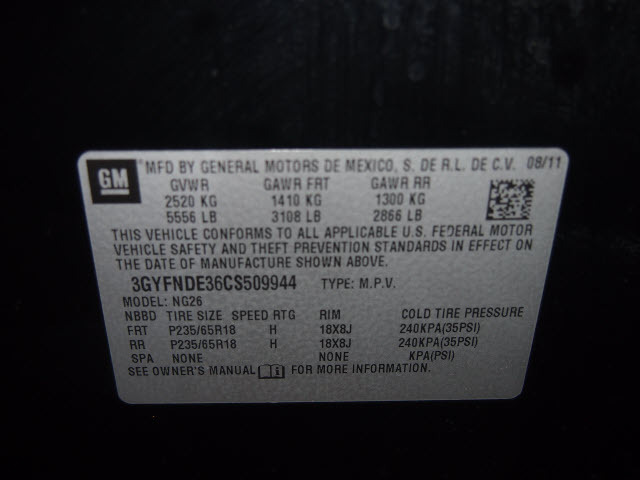 GM MFD BY GENERAL MOTORS DE MEXICO, S. DE R.L. DE C.V. 08/11
GVWR GAWR FRT GAWR RR
2520 KG 1410 KG 1300 KG
5556 LB 3108 LB 2866 LB
THIS VEHICLE CONFORMS TO ALL APPLICABLE U.S. FEDERAL MOTOR
VEHICLE SAFETY AND THEFT PREVENTION STANDARDS IN EFFECT ON
THE DATE OF MANUFACTURE SHOWN ABOVE.
3GYFNDE36CS509944 TYPE: M.P.V.
MODEL: NG26
NBBD TIRE SIZE SPEED RTG RIM COLD TIRE PRESSURE
FRT P235/65R18 H 18X8J 240KPA(35PSI)
RR P235/65R18 H 18X8J 240KPA(35PSI)
SPA NONE NONE KPA(PSI)
SEE OWNER'S MANUAL FOR MORE INFORMATION.